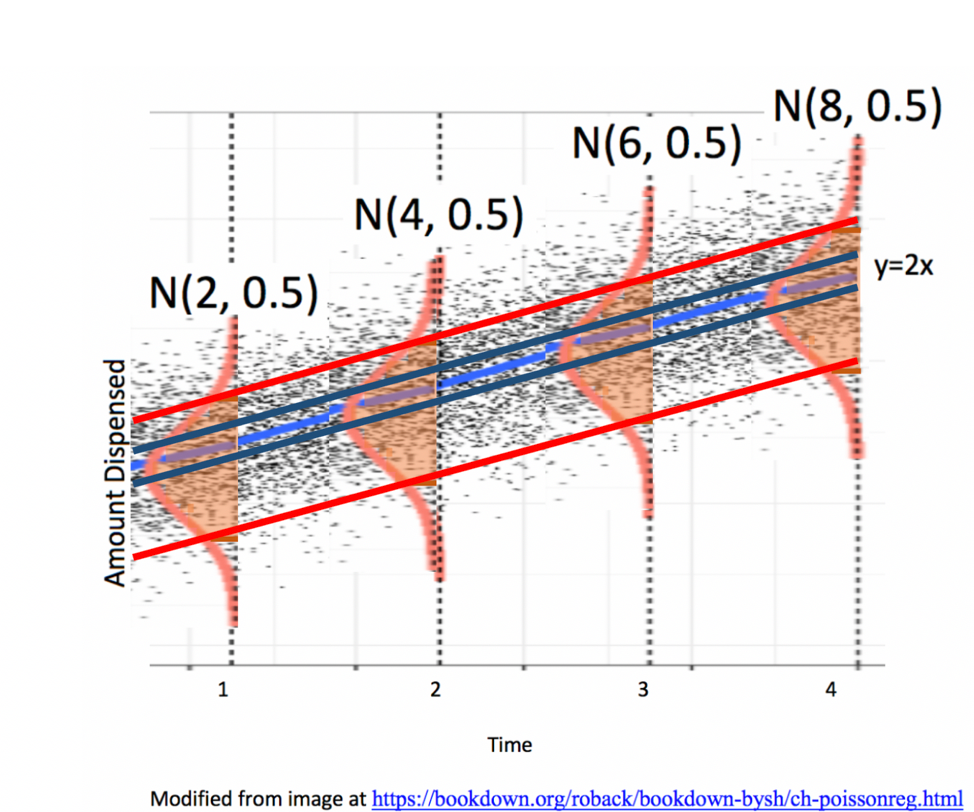 N(8, 0.5)
N(6, 0.5)
N(4, 0.5)
y=2x
N(2, 0.5)
Amount Dispensed
1 2 3 4
Time
Modified from image at https://bookdown.org/roback/bookdown-bysh/ch-poissonreg.html